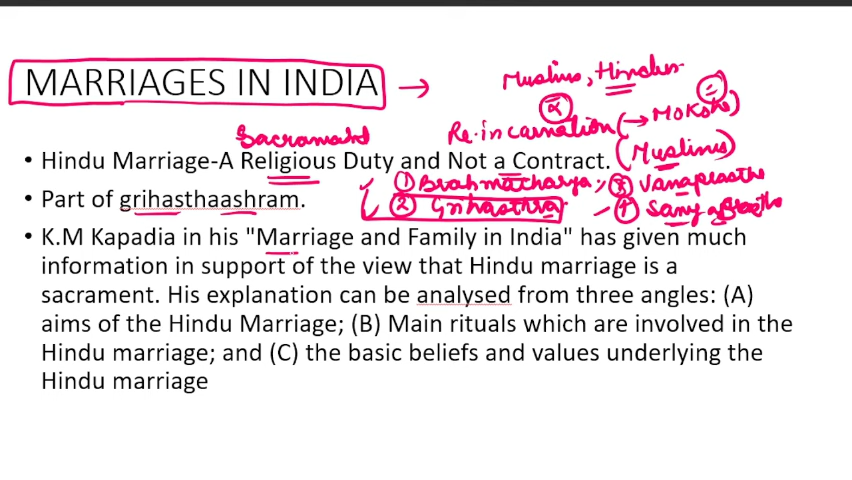 MARRIAGES IN INDIA →
Muslims, Hindus
Re-incarnation (→ Moksha)
Sacramental
• Hindu Marriage-A Religious Duty and Not a Contract.
(Muslims)
① Brahmacharya, ③ Vanaprastha
• Part of grihasthaashram.
② Grihastha
• K.M Kapadia in his "Marriage and Family in India" has given much
information in support of the view that Hindu marriage is a
sacrament. His explanation can be analysed from three angles: (A)
aims of the Hindu Marriage; (B) Main rituals which are involved in the
Hindu marriage; and (C) the basic beliefs and values underlying the
Hindu marriage